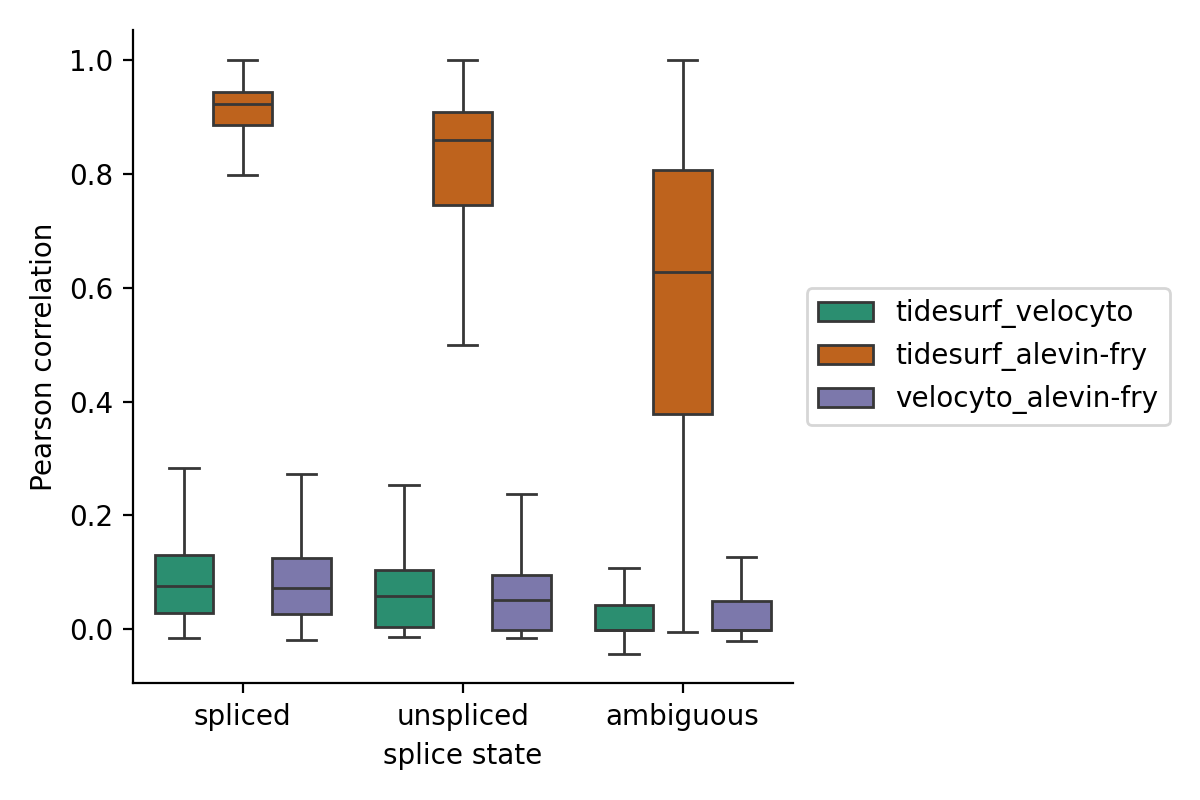 1.0
0.8
0.6
0.4
0.2
0.0
Pearson correlation
spliced
unspliced
ambiguous
splice state
tidesurf_velocyto
tidesurf_alevin-fry
velocyto_alevin-fry